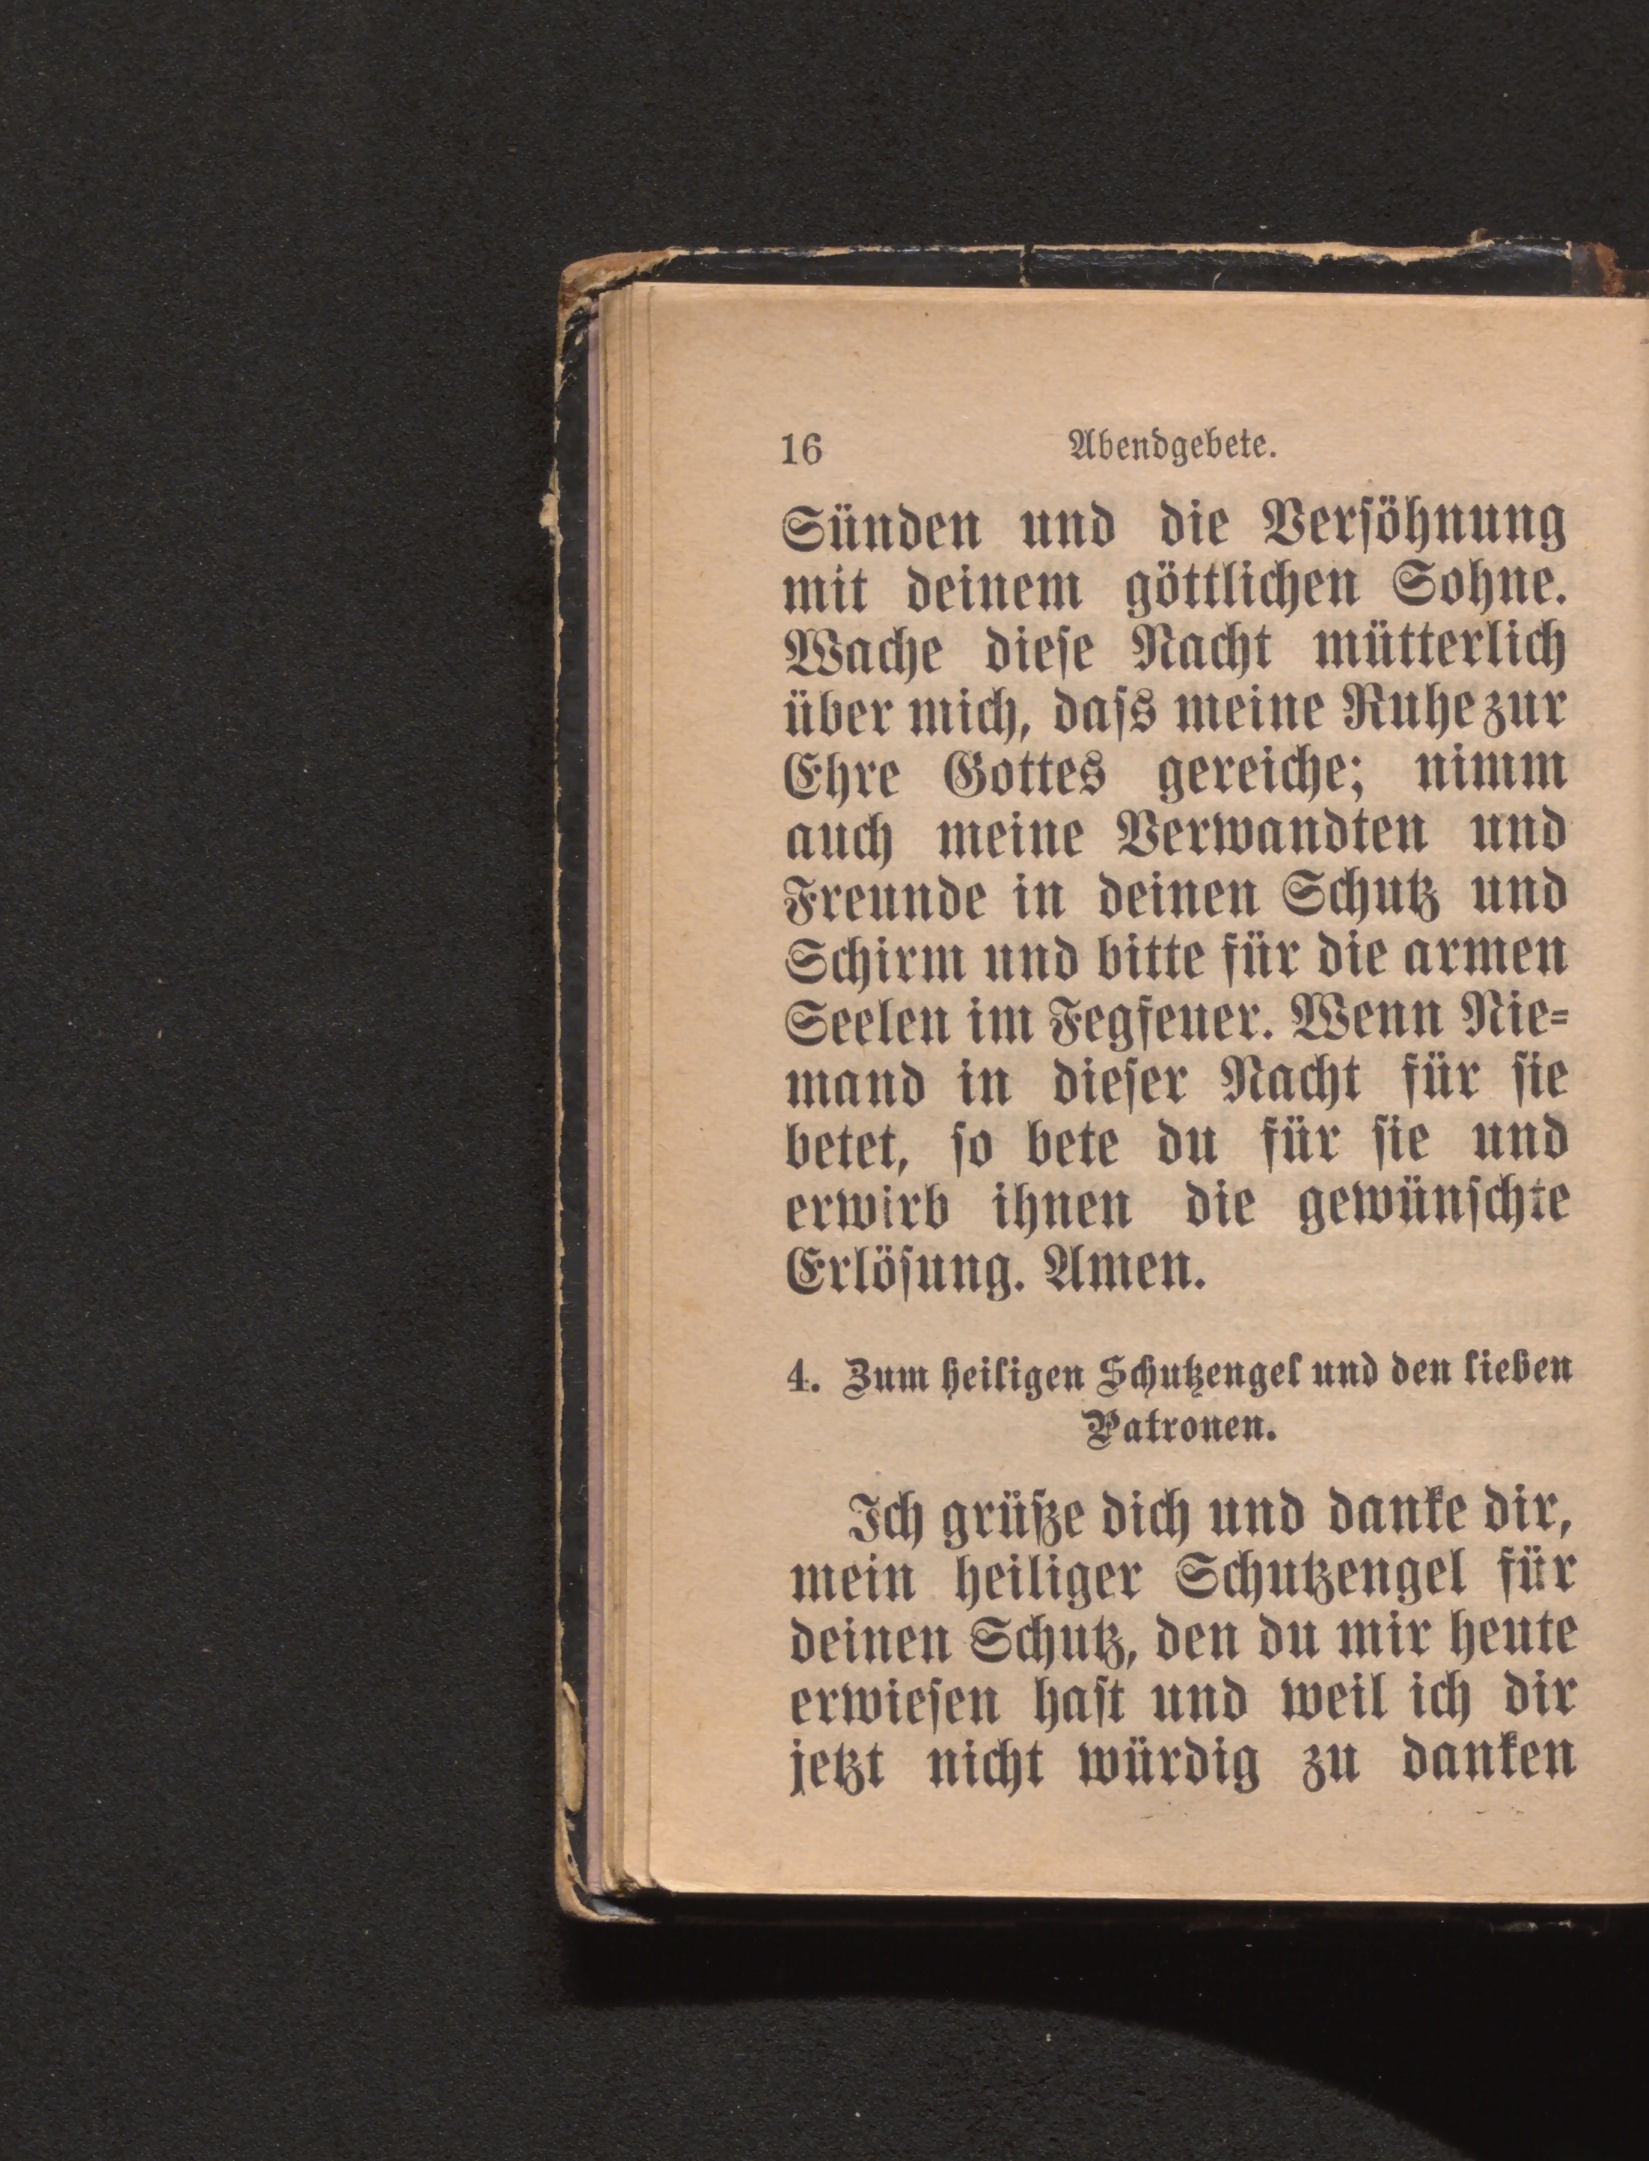 16 Abendgebete.
Sünden und die Verſöhnung
mit deinem göttlichen Sohne.
Wache dieſe Nacht mütterlich
über mich, daſs meine Ruhe zur
Ehre Gottes gereiche; nimm
auch meine Verwandten und
Freunde in deinen Schutz und
Schirm und bitte für die armen
Seelen im Fegfeuer. Wenn Nie=
mand in dieſer Nacht für ſie
betet, ſo bete du für ſie und
erwirb ihnen die gewünſchte
Erlöſung. Amen.
4. Zum heiligen Schutzengel und den lieben
Patronen.
Ich grüße dich und danke dir,
mein heiliger Schutzengel für
deinen Schutz, den du mir heute
erwieſen haſt und weil ich dir
jetzt nicht würdig zu danken